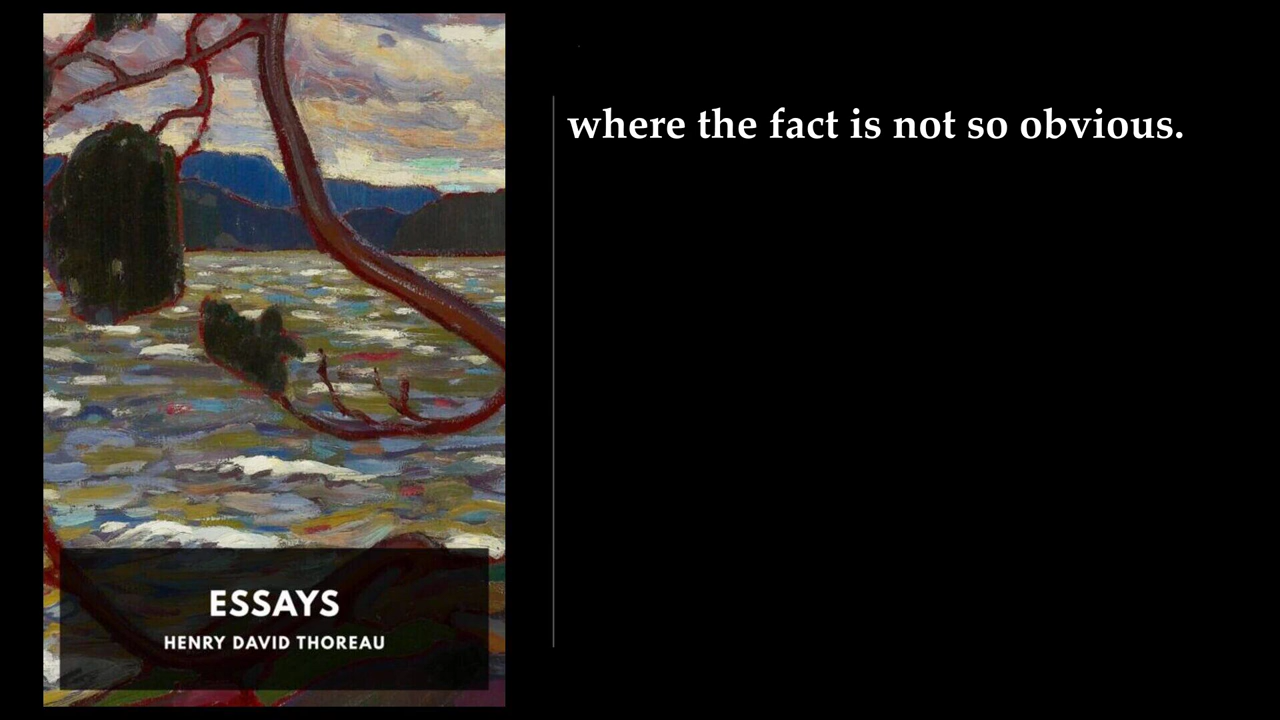 where the fact is not so obvious.
ESSAYS
HENRY DAVID THOREAU